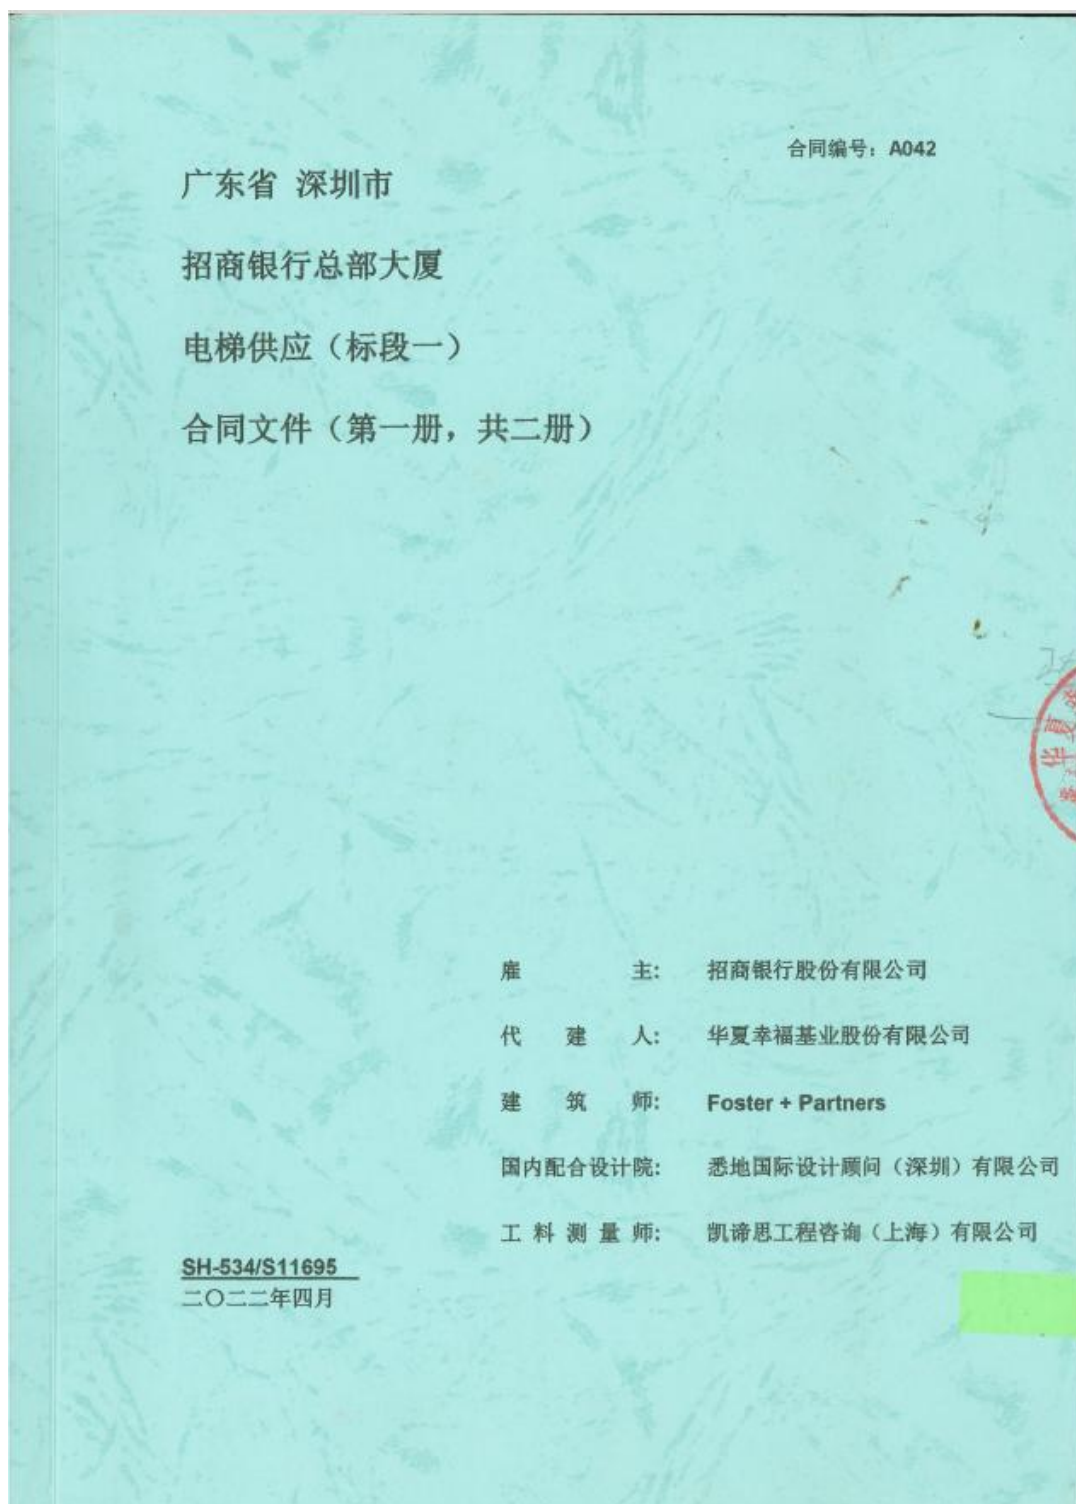 合同编号：A042
广东省 深圳市
招商银行总部大厦
电梯供应（标段一）
合同文件（第一册，共二册）
华夏
雇 主: 招商银行股份有限公司
代 建 人: 华夏幸福基业股份有限公司
建 筑 师: Foster + Partners
国内配合设计院: 悉地国际设计顾问（深圳）有限公司
工 料 测 量 师: 凯谛思工程咨询（上海）有限公司
SH-534/S11695
二〇二二年四月